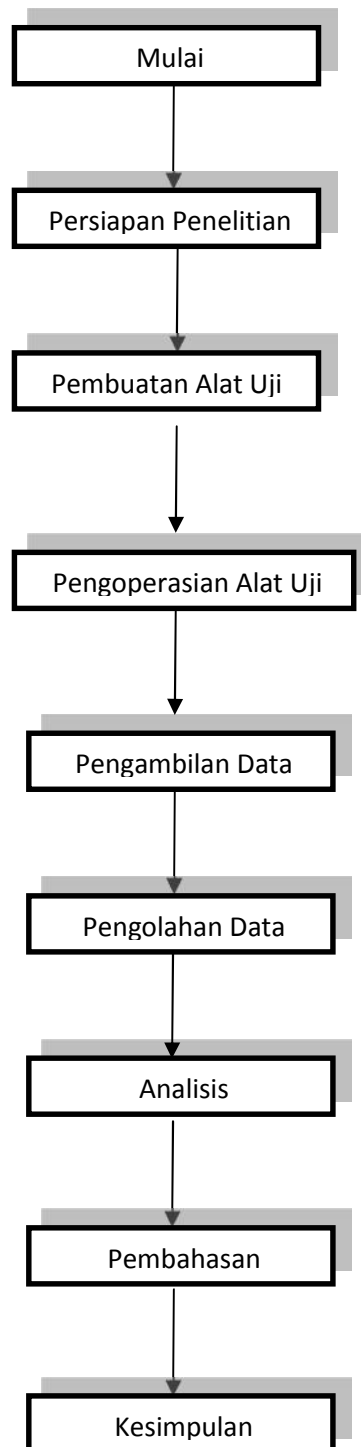 Mulai
Persiapan Penelitian
Pembuatan Alat Uji
Pengoperasian Alat Uji
Pengambilan Data
Pengolahan Data
Analisis
Pembahasan
Kesimpulan